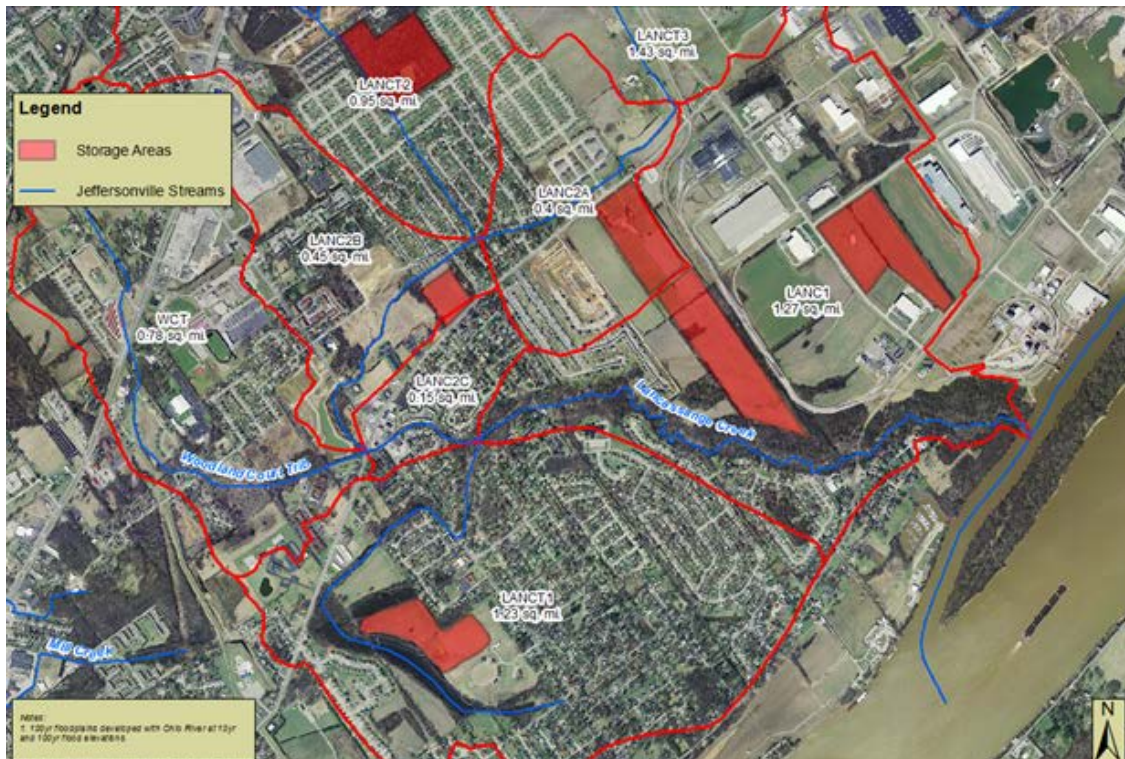 LANCT3
1.43 sq. mi.
LANCT2
0.95 sq. mi.
Legend
Storage Areas
Jeffersonville Streams
LANC2A
0.4 sq. mi.
LANC2B
0.45 sq. mi.
LANC1
1.27 sq. mi.
WCT
0.78 sq. mi.
LANC2C
0.15 sq. mi.
Lancassange Creek
Woodland Court Trib
LANCT1
1.23 sq. mi.
Mill Creek
Notes:
1. 100yr floodplains developed with Ohio River at 10yr
and 100yr flood elevations
N